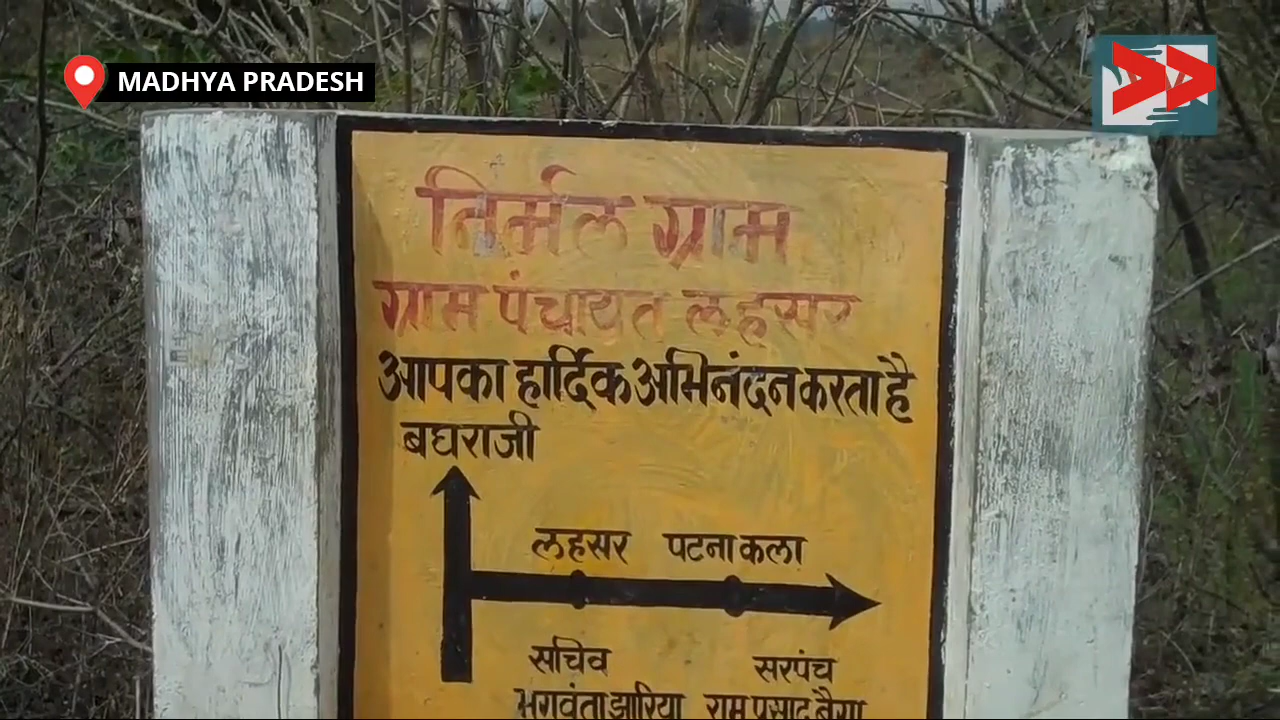 MADHYA PRADESH
निर्मल ग्राम
ग्राम पंचायत लहसर
आपका हार्दिक अभिनंदन करता है
बघराजी
लहसर पटना कला
सचिव सरपंच
भगवंता झारिया राम प्रसाद बैगा